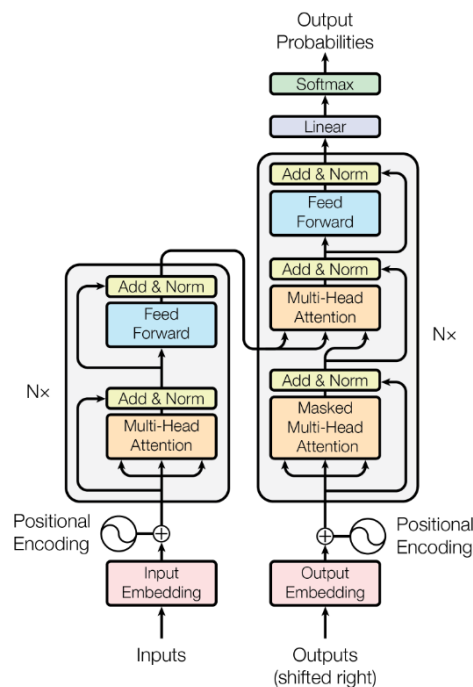 Output
Probabilities
Softmax
Linear
Add & Norm
Feed
Forward
Add & Norm
Multi-Head
Attention
Nx
Add & Norm
Masked
Multi-Head
Attention
Add & Norm
Feed
Forward
Nx
Add & Norm
Multi-Head
Attention
Positional
Encoding
Positional
Encoding
Input
Embedding
Output
Embedding
Inputs
Outputs
(shifted right)